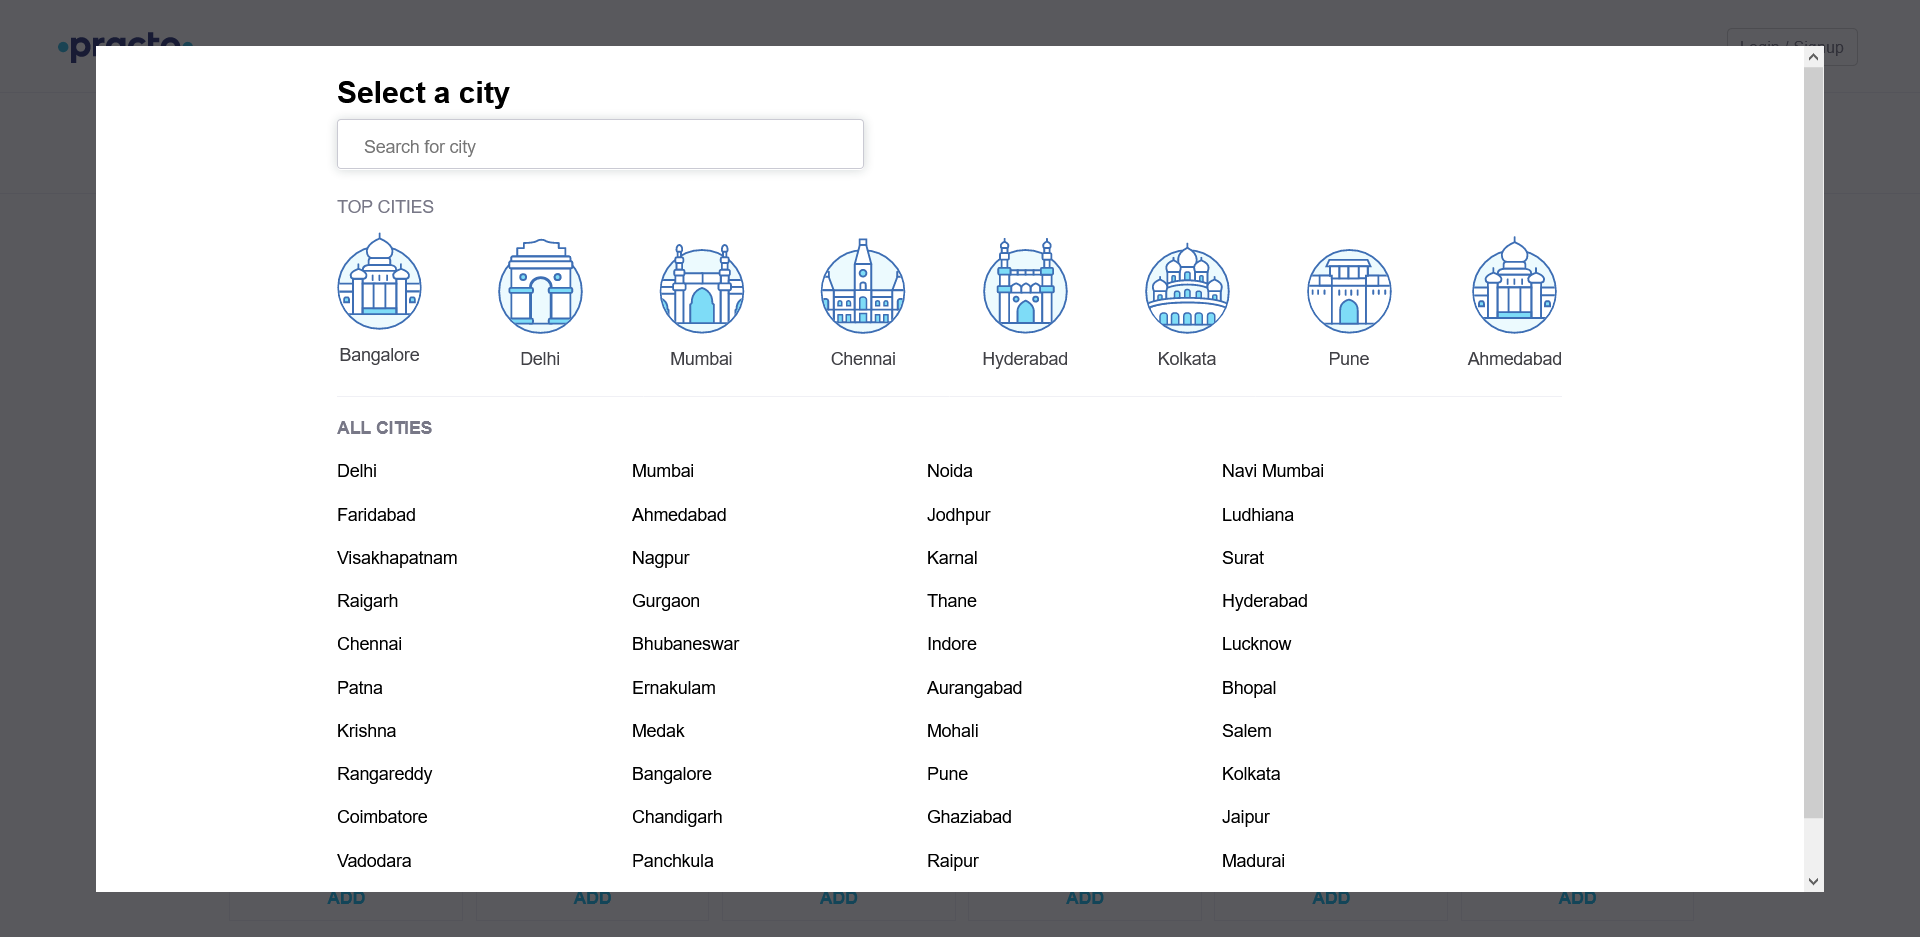 practo
Login / Signup
Select a city
Search for city
TOP CITIES
Bangalore
Delhi
Mumbai
Chennai
Hyderabad
Kolkata
Pune
Ahmedabad
ALL CITIES
Delhi Mumbai Noida Navi Mumbai
Faridabad Ahmedabad Jodhpur Ludhiana
Visakhapatnam Nagpur Karnal Surat
Raigarh Gurgaon Thane Hyderabad
Chennai Bhubaneswar Indore Lucknow
Patna Ernakulam Aurangabad Bhopal
Krishna Medak Mohali Salem
Rangareddy Bangalore Pune Kolkata
Coimbatore Chandigarh Ghaziabad Jaipur
Vadodara Panchkula Raipur Madurai
ADD ADD ADD ADD ADD ADD